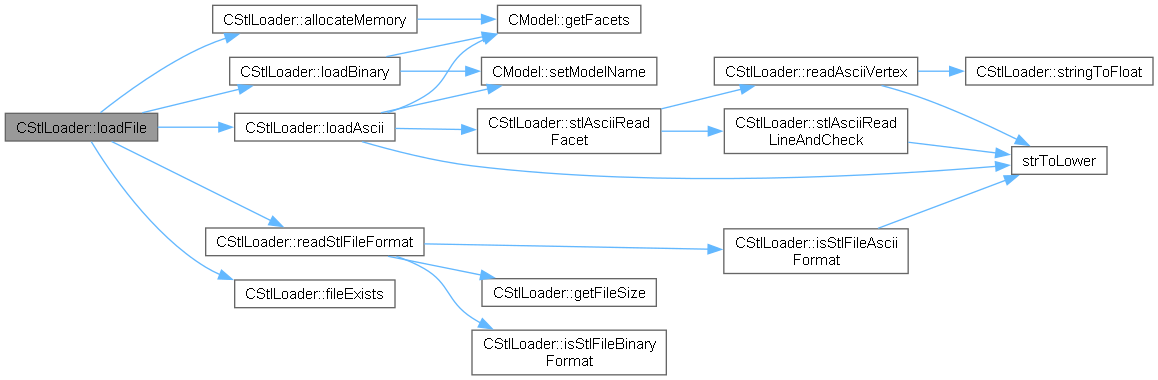 CStlLoader::loadFile
CStlLoader::allocateMemory
CStlLoader::loadBinary
CStlLoader::loadAscii
CStlLoader::readStlFileFormat
CStlLoader::fileExists
CModel::getFacets
CModel::setModelName
CStlLoader::stlAsciiRead
Facet
CStlLoader::getFileSize
CStlLoader::isStlFileBinary
Format
CStlLoader::readAsciiVertex
CStlLoader::stlAsciiRead
LineAndCheck
CStlLoader::isStlFileAscii
Format
CStlLoader::stringToFloat
strToLower